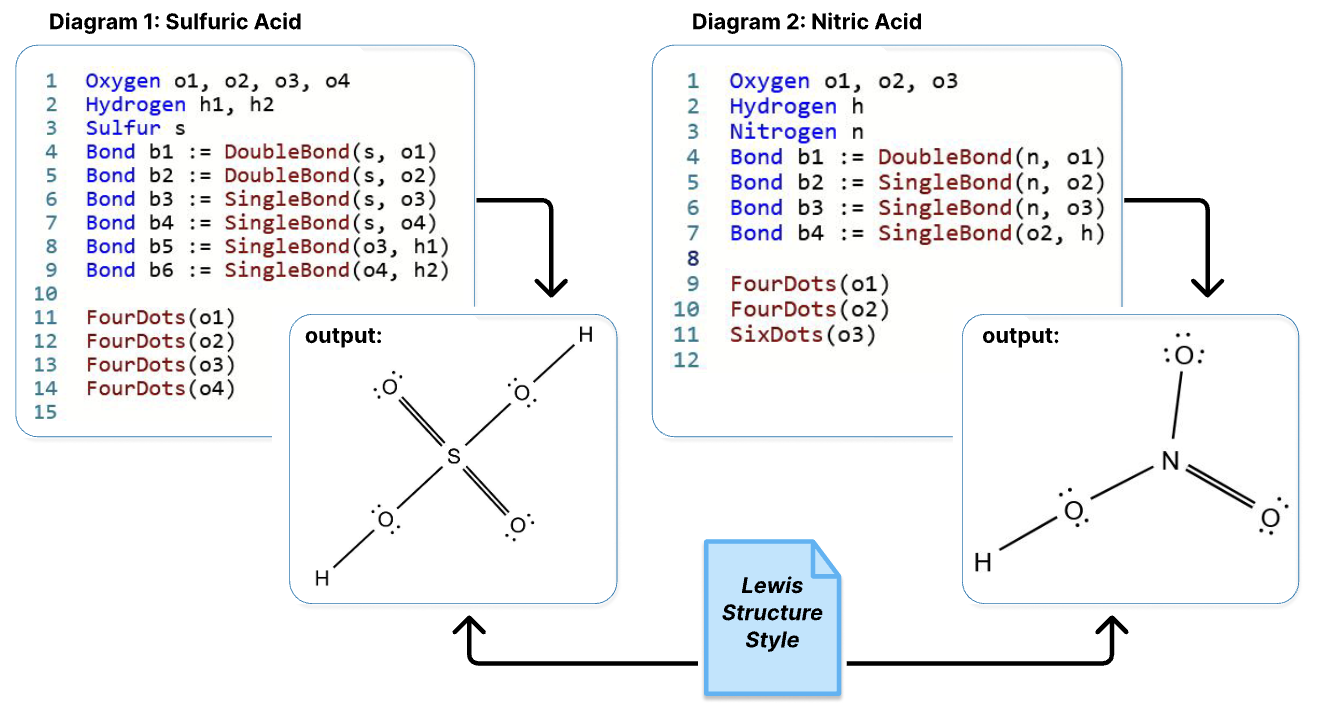 Diagram 1: Sulfuric Acid
1 Oxygen o1, o2, o3, o4
2 Hydrogen h1, h2
3 Sulfur s
4 Bond b1 := DoubleBond(s, o1)
5 Bond b2 := DoubleBond(s, o2)
6 Bond b3 := SingleBond(s, o3)
7 Bond b4 := SingleBond(s, o4)
8 Bond b5 := SingleBond(o3, h1)
9 Bond b6 := SingleBond(o4, h2)
10
11 FourDots(o1)
12 FourDots(o2)
13 FourDots(o3)
14 FourDots(o4)
15
output:
H
O
O
S
O
O
H
Diagram 2: Nitric Acid
1 Oxygen o1, o2, o3
2 Hydrogen h
3 Nitrogen n
4 Bond b1 := DoubleBond(n, o1)
5 Bond b2 := SingleBond(n, o2)
6 Bond b3 := SingleBond(n, o3)
7 Bond b4 := SingleBond(o2, h)
8
9 FourDots(o1)
10 FourDots(o2)
11 SixDots(o3)
12
output:
O
N
O
O
H
Lewis
Structure
Style